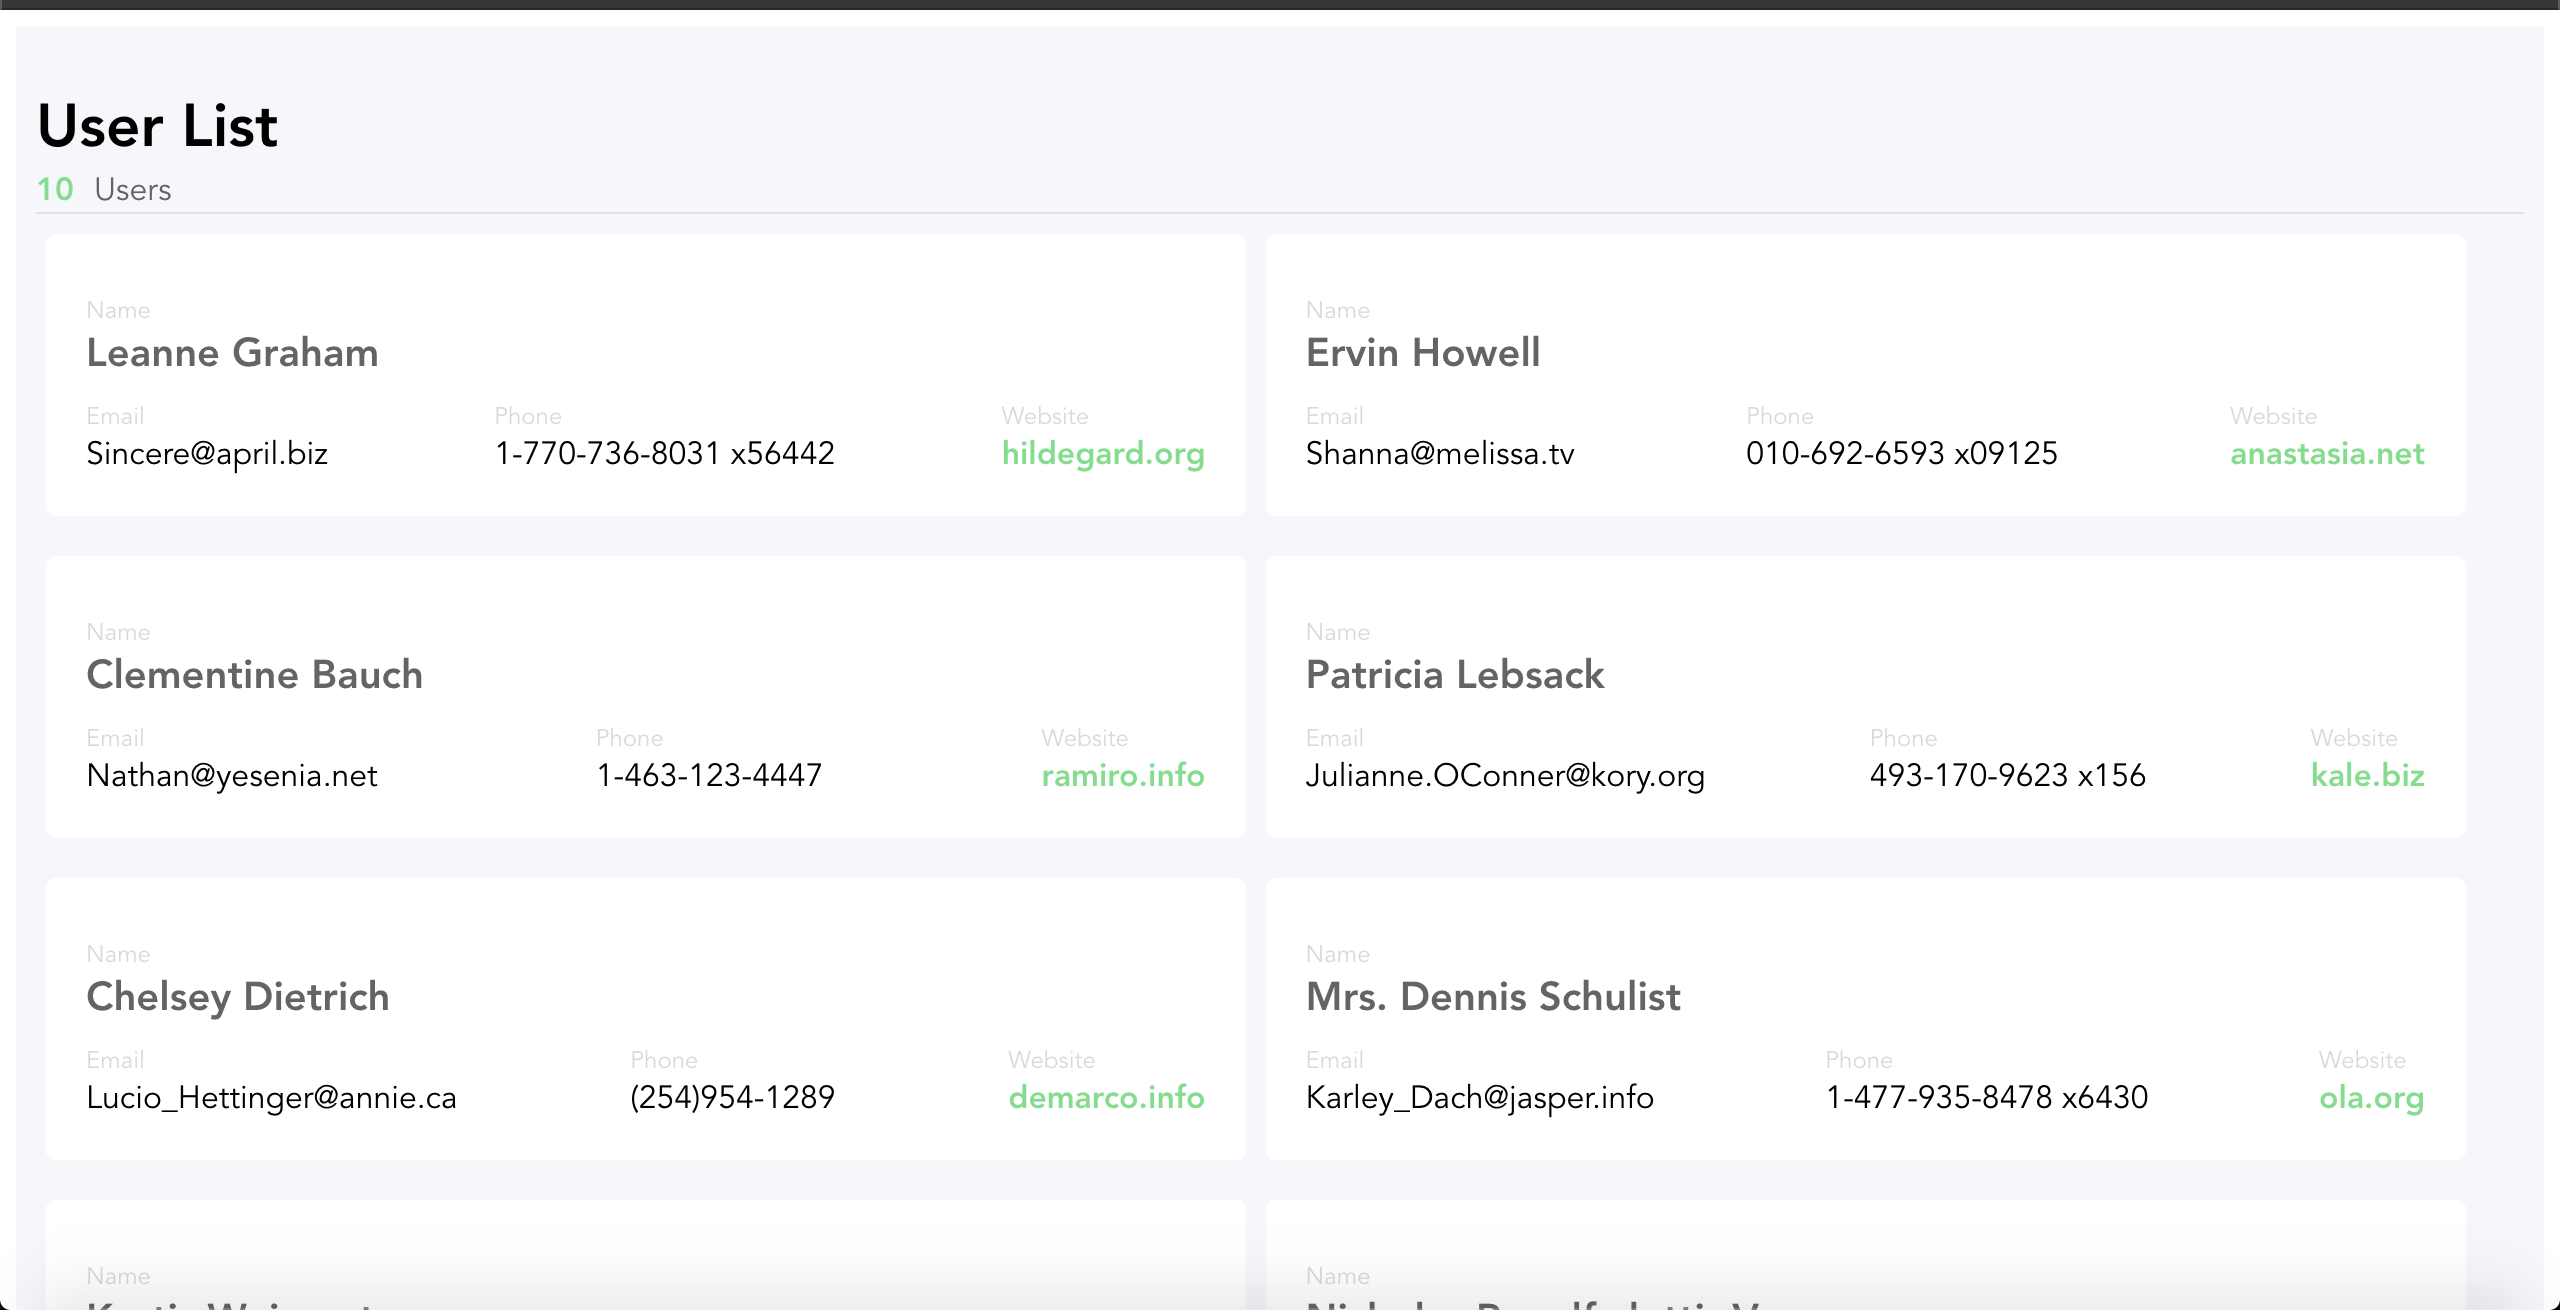 User List
10 Users
Name
Leanne Graham
Email Phone Website
Sincere@april.biz 1-770-736-8031 x56442 hildegard.org
Name
Ervin Howell
Email Phone Website
Shanna@melissa.tv 010-692-6593 x09125 anastasia.net
Name
Clementine Bauch
Email Phone Website
Nathan@yesenia.net 1-463-123-4447 ramiro.info
Name
Patricia Lebsack
Email Phone Website
Julianne.OConner@kory.org 493-170-9623 x156 kale.biz
Name
Chelsey Dietrich
Email Phone Website
Lucio_Hettinger@annie.ca (254)954-1289 demarco.info
Name
Mrs. Dennis Schulist
Email Phone Website
Karley_Dach@jasper.info 1-477-935-8478 x6430 ola.org
Name
Name